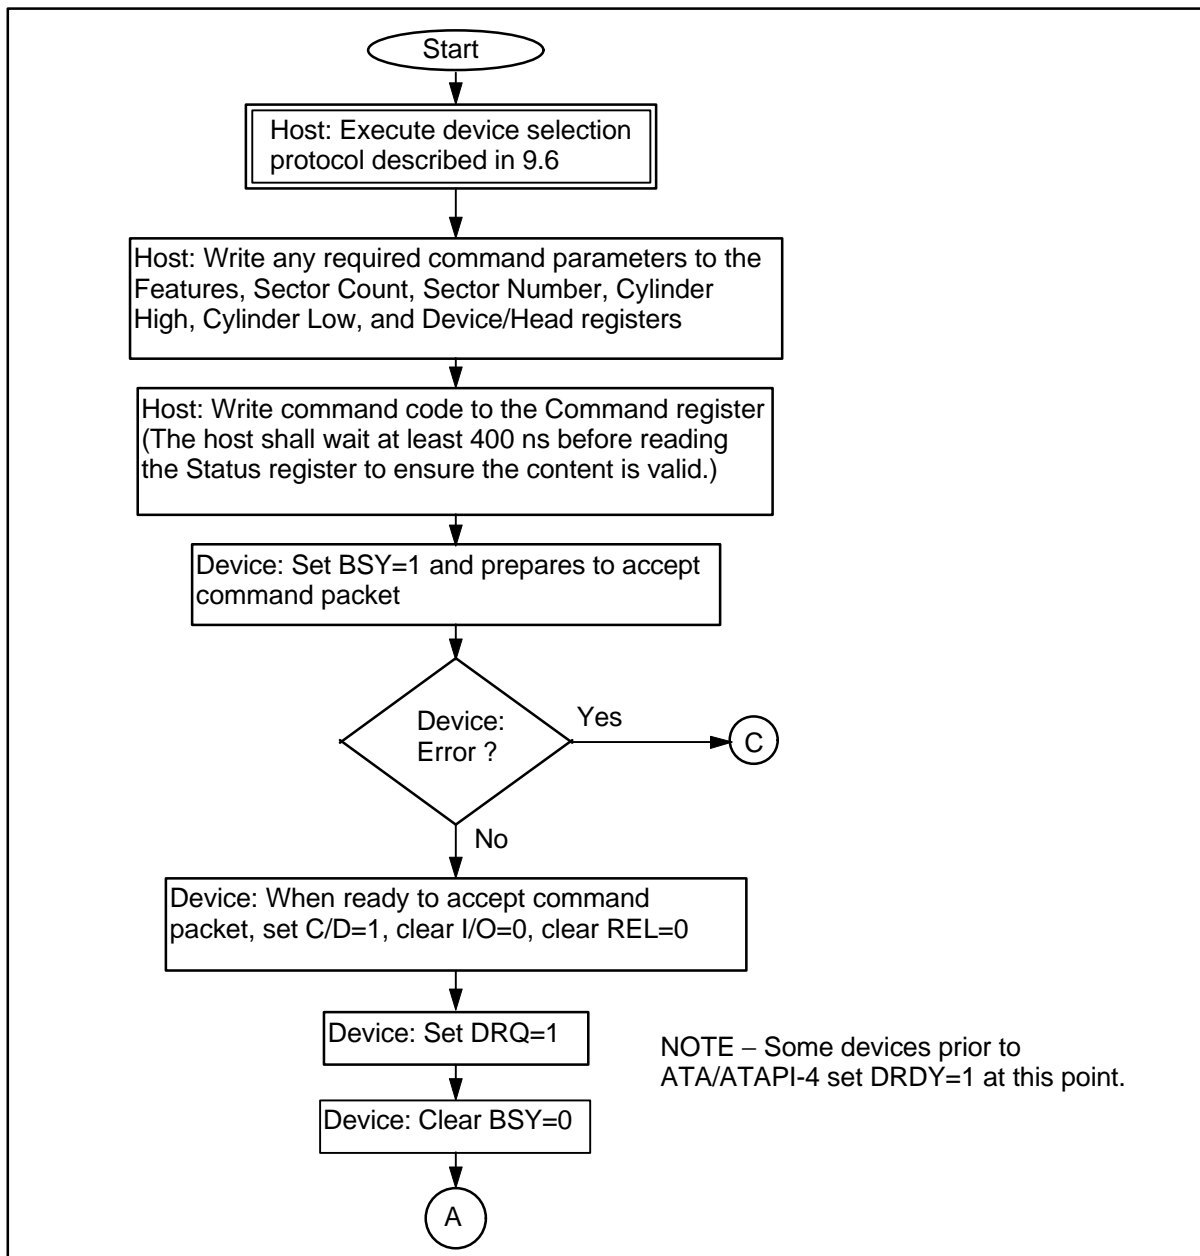 Start
Host: Execute device selection
protocol described in 9.6
Host: Write any required command parameters to the
Features, Sector Count, Sector Number, Cylinder
High, Cylinder Low, and Device/Head registers
Host: Write command code to the Command register
(The host shall wait at least 400 ns before reading
the Status register to ensure the content is valid.)
Device: Set BSY=1 and prepares to accept
command packet
Device:
Error ?
Yes
C
No
Device: When ready to accept command
packet, set C/D=1, clear I/O=0, clear REL=0
Device: Set DRQ=1
NOTE – Some devices prior to
ATA/ATAPI-4 set DRDY=1 at this point.
Device: Clear BSY=0
A